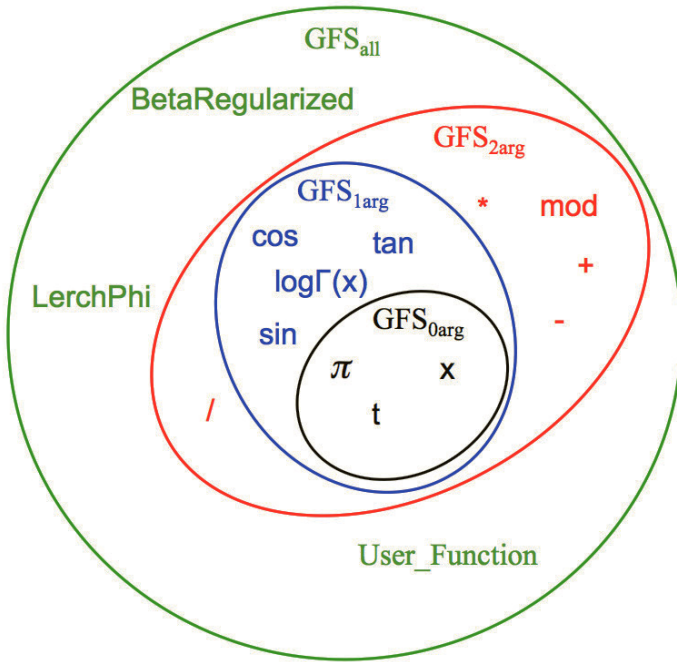 GFSall
BetaRegularized
GFS2arg
GFS1arg
* mod
cos tan
+
logΓ(x)
LerchPhi
GFS0arg
-
sin
π x
/ t
User_Function